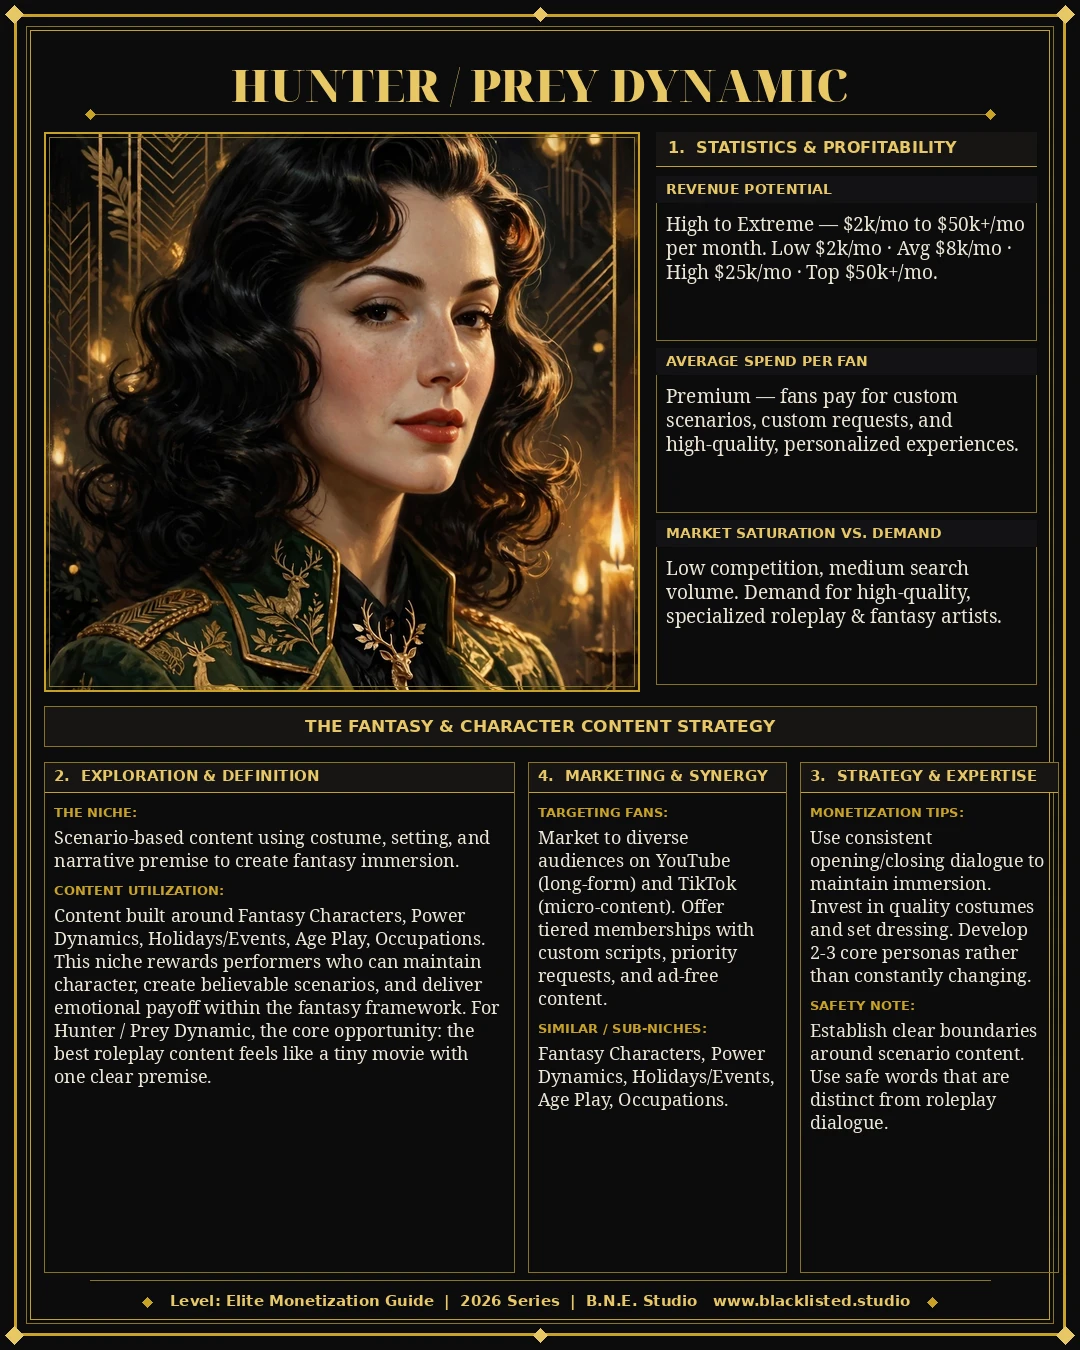 HUNTER / PREY DYNAMIC
1. STATISTICS & PROFITABILITY
REVENUE POTENTIAL
High to Extreme — $2k/mo to $50k+/mo
per month. Low $2k/mo · Avg $8k/mo ·
High $25k/mo · Top $50k+/mo.
AVERAGE SPEND PER FAN
Premium — fans pay for custom
scenarios, custom requests, and
high-quality, personalized experiences.
MARKET SATURATION VS. DEMAND
Low competition, medium search
volume. Demand for high-quality,
specialized roleplay & fantasy artists.
THE FANTASY & CHARACTER CONTENT STRATEGY
2. EXPLORATION & DEFINITION
THE NICHE:
Scenario-based content using costume, setting, and
narrative premise to create fantasy immersion.
CONTENT UTILIZATION:
Content built around Fantasy Characters, Power
Dynamics, Holidays/Events, Age Play, Occupations.
This niche rewards performers who can maintain
character, create believable scenarios, and deliver
emotional payoff within the fantasy framework. For
Hunter / Prey Dynamic, the core opportunity: the
best roleplay content feels like a tiny movie with
one clear premise.
4. MARKETING & SYNERGY
TARGETING FANS:
Market to diverse
audiences on YouTube
(long-form) and TikTok
(micro-content). Offer
tiered memberships with
custom scripts, priority
requests, and ad-free
content.
SIMILAR / SUB-NICHES:
Fantasy Characters, Power
Dynamics, Holidays/Events,
Age Play, Occupations.
3. STRATEGY & EXPERTISE
MONETIZATION TIPS:
Use consistent
opening/closing dialogue to
maintain immersion.
Invest in quality costumes
and set dressing. Develop
2-3 core personas rather
than constantly changing.
SAFETY NOTE:
Establish clear boundaries
around scenario content.
Use safe words that are
distinct from roleplay
dialogue.
Level: Elite Monetization Guide | 2026 Series | B.N.E. Studio www.blacklisted.studio